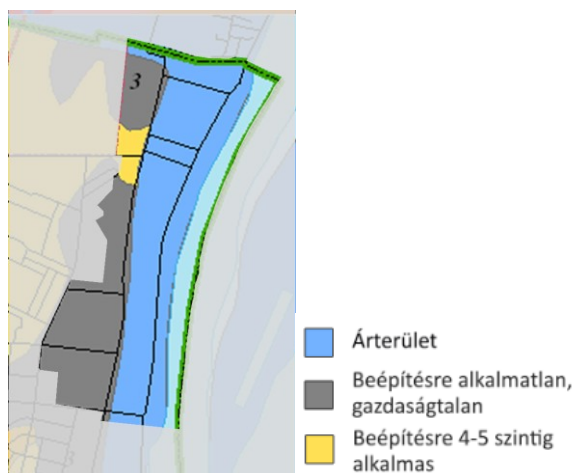 3
Árterület
Beépítésre alkalmatlan,
gazdaságtalan
Beépítésre 4-5 szintig
alkalmas